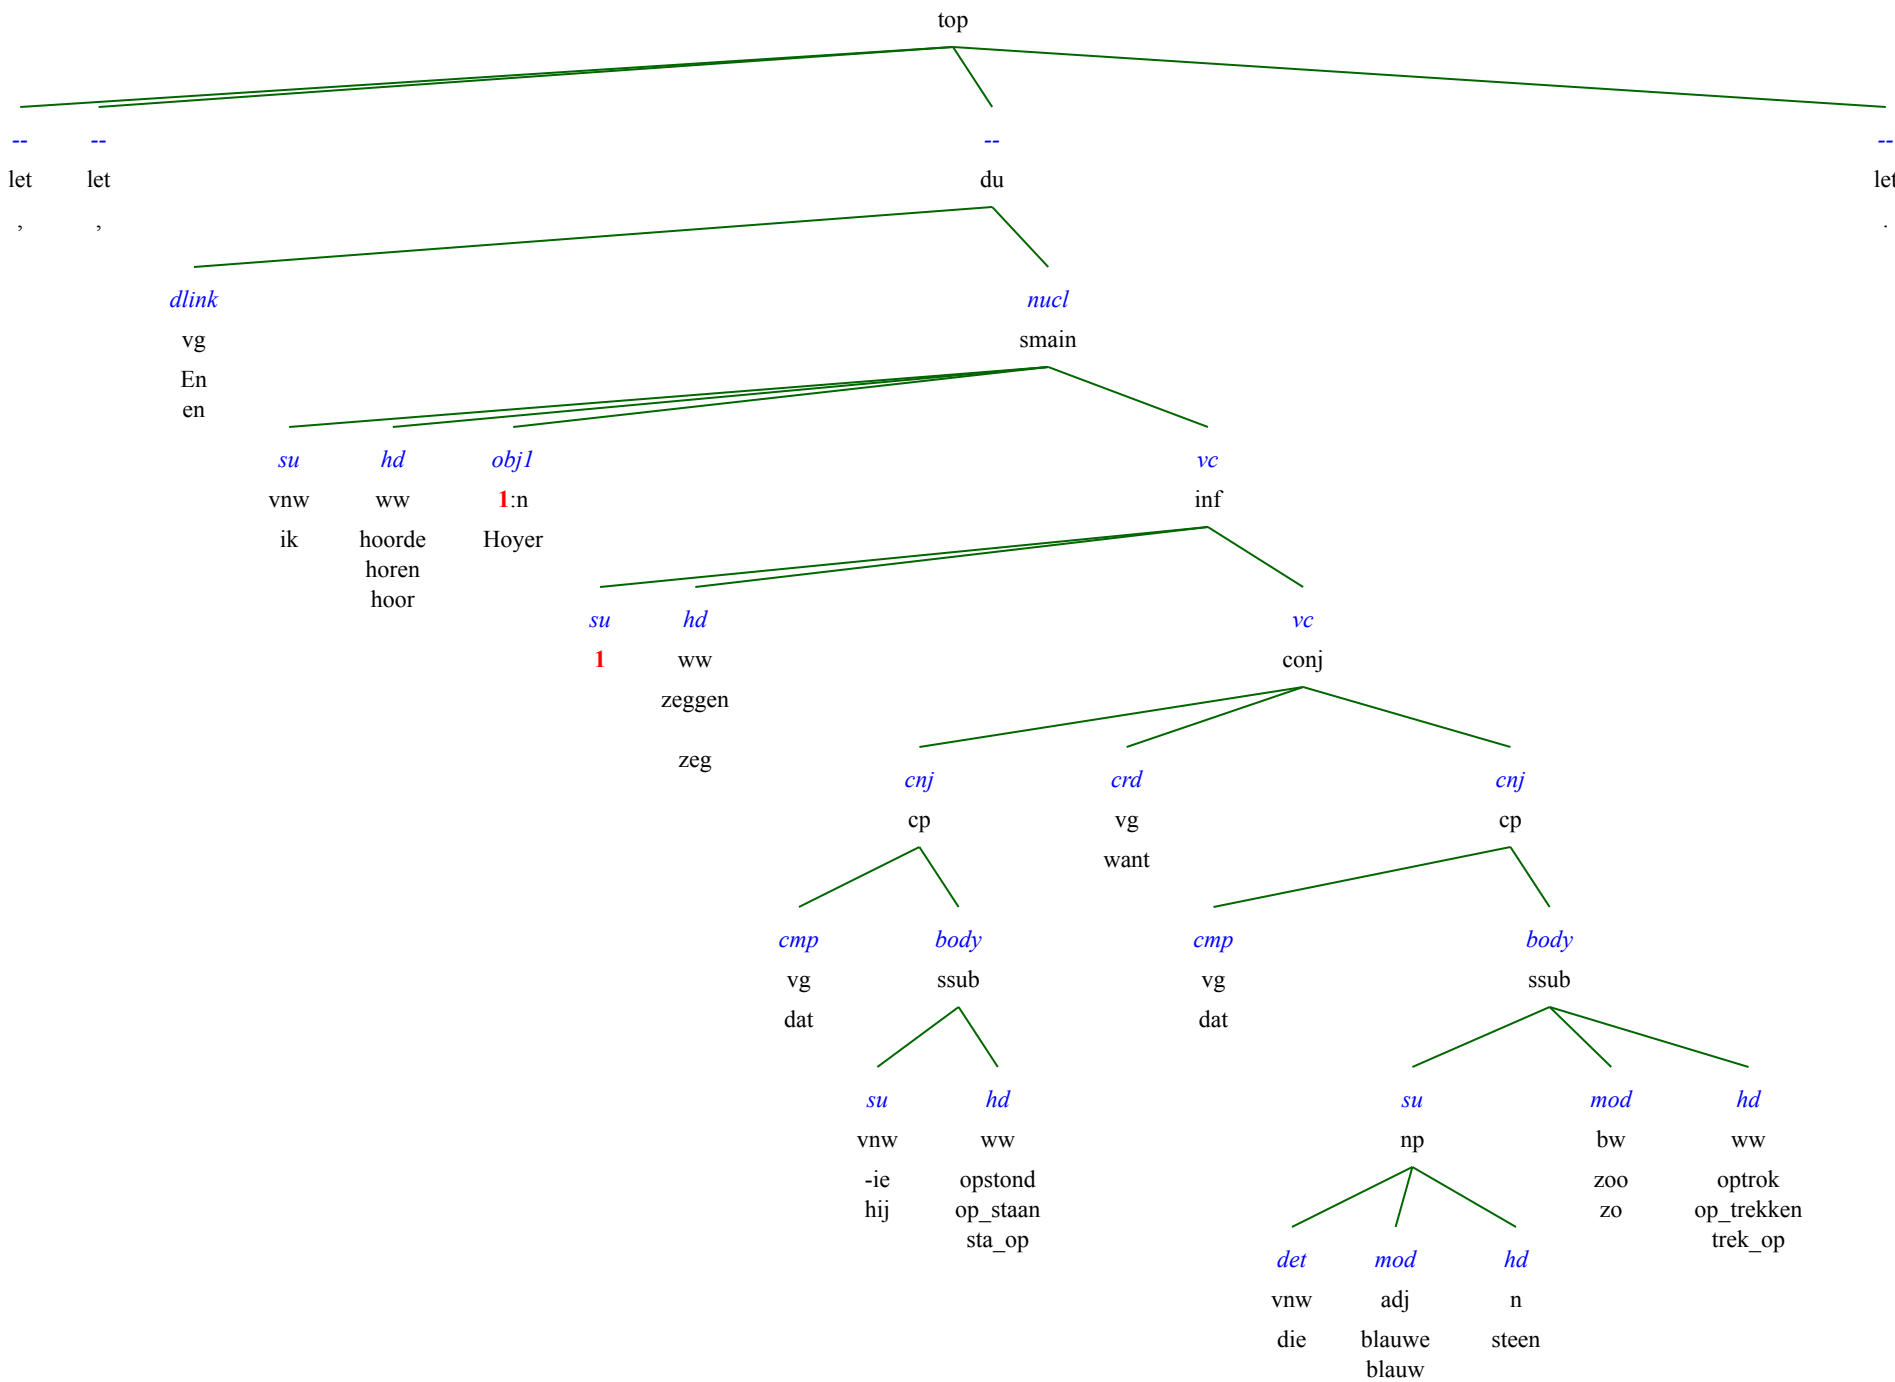 top
-- -- -- --
let let du let
, , .
dlink nucl
vg smain
En
en
su hd obj1 vc
vnw ww 1:n inf
ik hoorde Hoyer
horen
hoor
su hd vc
1 ww conj
zeggen
zeg
cnj crd cnj
cp vg cp
want
cmp body cmp body
vg ssub vg ssub
dat dat
su hd su mod hd
vnw ww np bw ww
-ie opstond zoo optrok
hij op_staan zo op_trekken
sta_op trek_op
det mod hd
vnw adj n
die blauwe steen
blauw